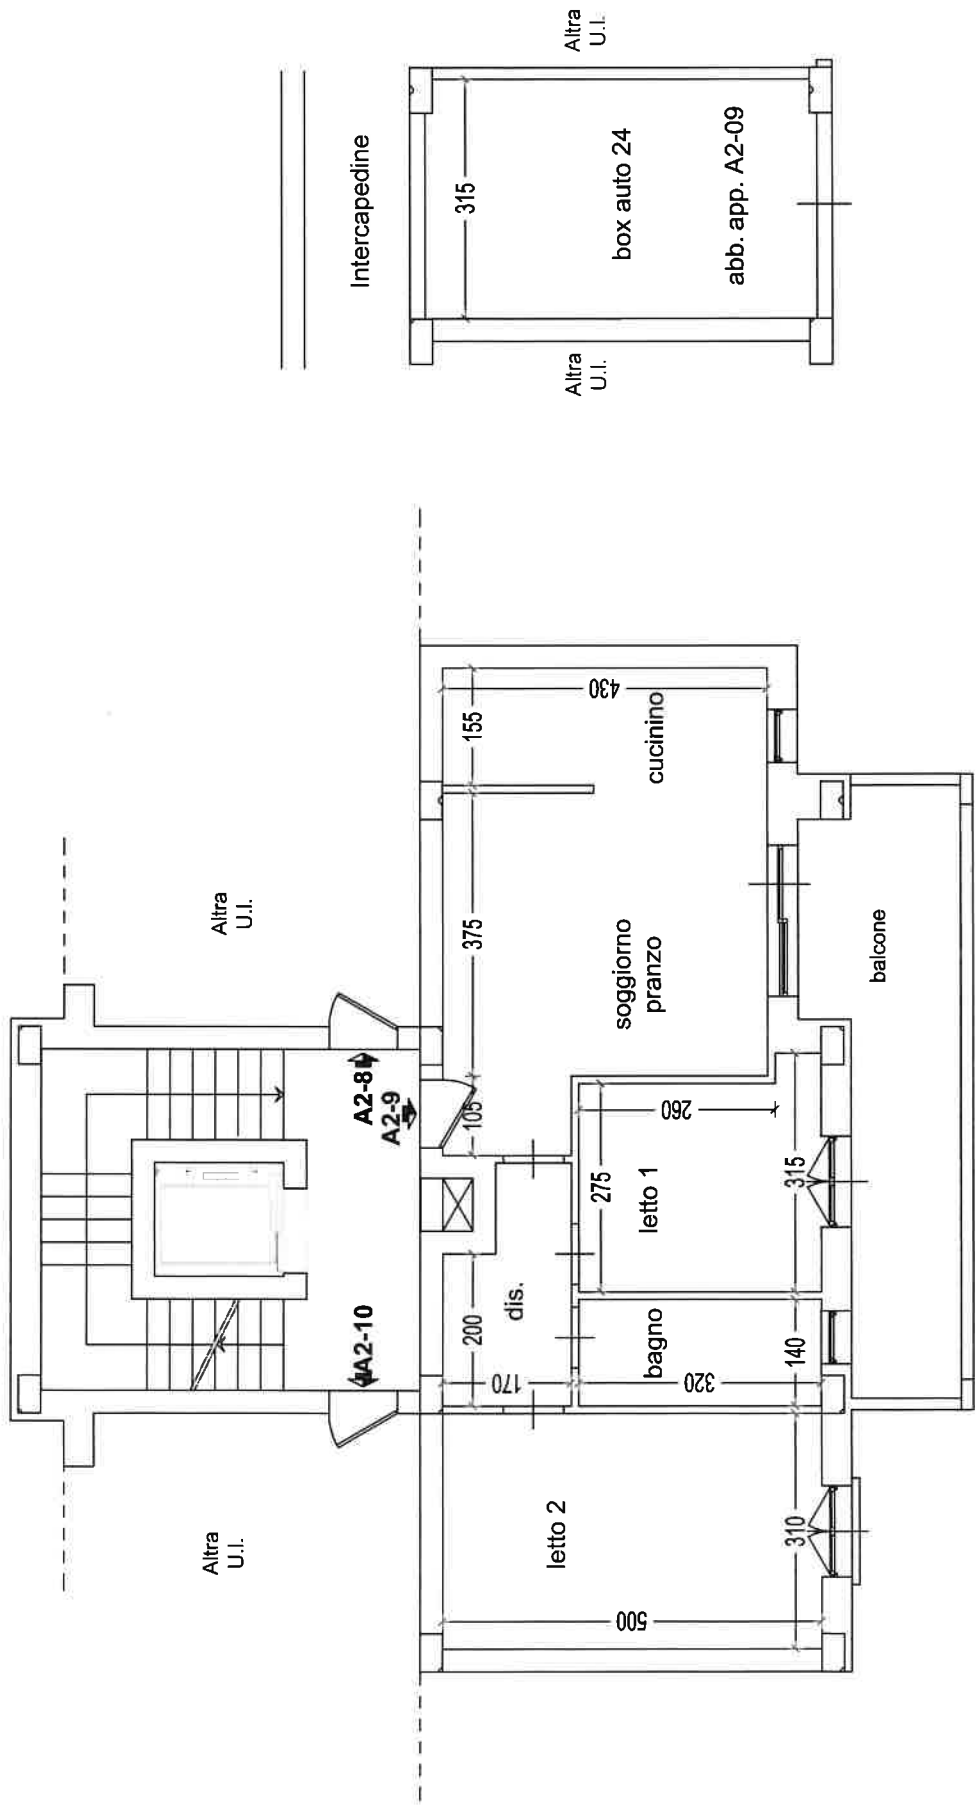 Altra
U.I.
Altra
U.I.
A2-10
A2-8
A2-9
155
375
105
200
170
430
cucinino
soggiorno
pranzo
dis.
275
260
letto 1
315
bagno
320
140
letto 2
500
310
balcone
Intercapedine
315
Altra
U.I.
Altra
U.I.
box auto 24
abb. app. A2-09